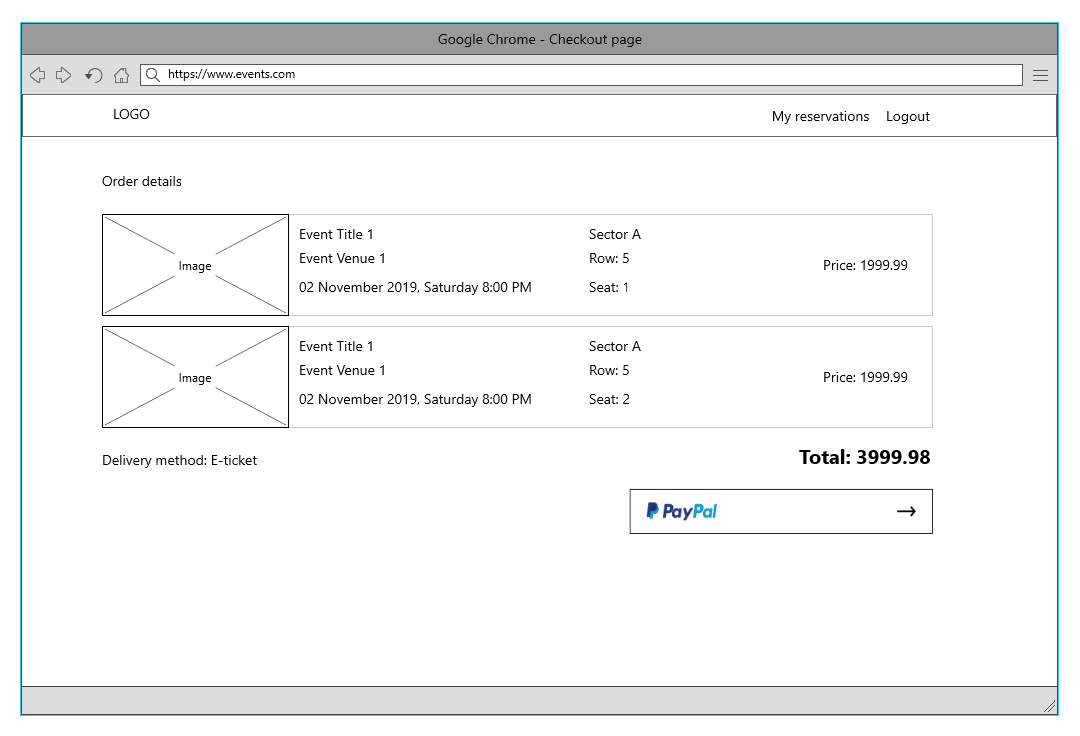 Google Chrome - Checkout page
https://www.events.com
LOGO
My reservations Logout
Order details
Image
Event Title 1
Event Venue 1
02 November 2019, Saturday 8:00 PM
Sector A
Row: 5
Seat: 1
Price: 1999.99
Image
Event Title 1
Event Venue 1
02 November 2019, Saturday 8:00 PM
Sector A
Row: 5
Seat: 2
Price: 1999.99
Delivery method: E-ticket
Total: 3999.98
PayPal